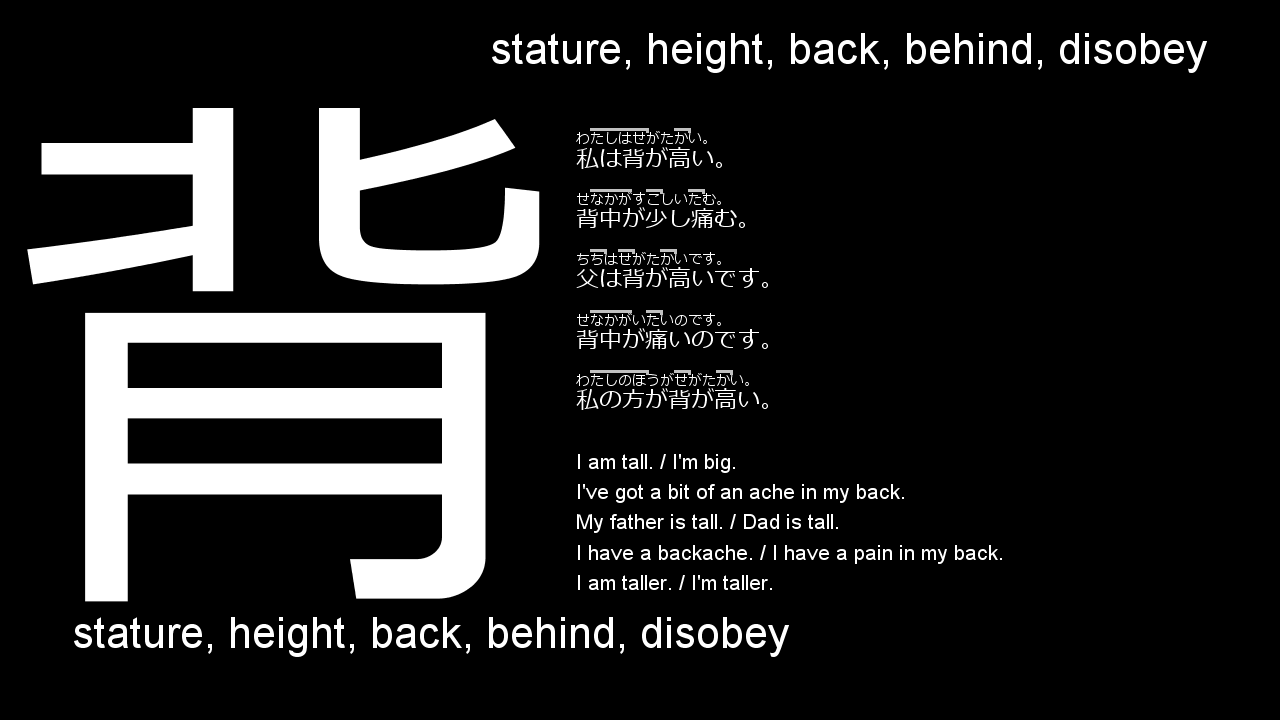 stature, height, back, behind, disobey
背
わたしはせがたかい。
私は背が高い。
せなかがすこしいたむ。
背中が少し痛む。
ちちはせがたかいです。
父は背が高いです。
せなかがいたいのです。
背中が痛いのです。
わたしのほうがせがたかい。
私の方が背が高い。
I am tall. / I'm big.
I've got a bit of an ache in my back.
My father is tall. / Dad is tall.
I have a backache. / I have a pain in my back.
I am taller. / I'm taller.
stature, height, back, behind, disobey